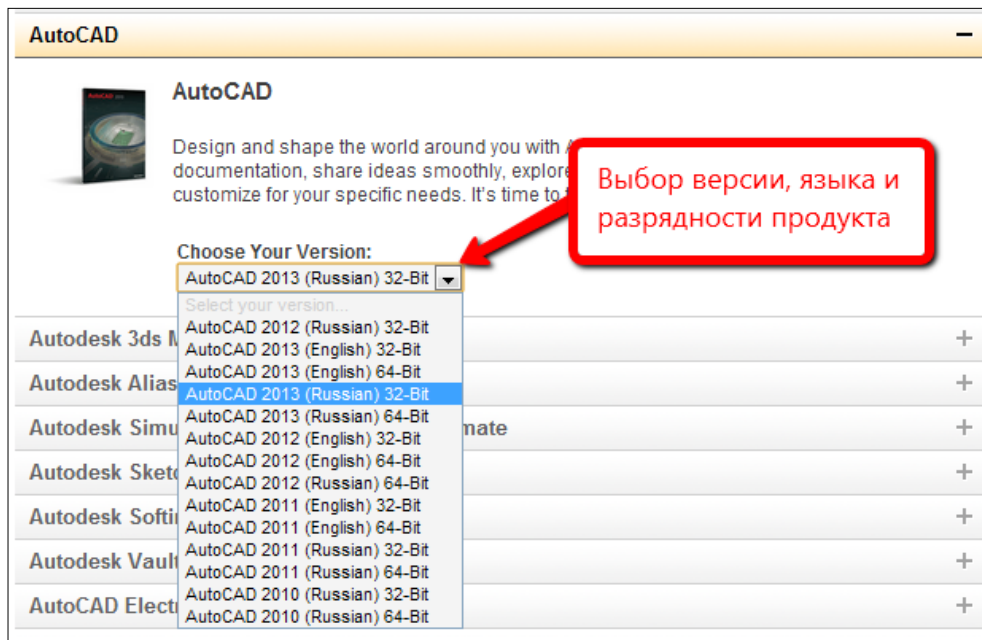 AutoCAD
AutoCAD
Design and shape the world around you with
documentation, share ideas smoothly, explore
customize for your specific needs. It's time to
Выбор версии, языка и
разрядности продукта
Choose Your Version:
AutoCAD 2013 (Russian) 32-Bit
Select your version...
AutoCAD 2012 (Russian) 32-Bit
AutoCAD 2013 (English) 32-Bit
AutoCAD 2013 (English) 64-Bit
AutoCAD 2013 (Russian) 32-Bit
AutoCAD 2013 (Russian) 64-Bit
AutoCAD 2012 (English) 32-Bit
AutoCAD 2012 (English) 64-Bit
AutoCAD 2012 (Russian) 64-Bit
AutoCAD 2011 (English) 32-Bit
AutoCAD 2011 (English) 64-Bit
AutoCAD 2011 (Russian) 32-Bit
AutoCAD 2011 (Russian) 64-Bit
AutoCAD 2010 (Russian) 32-Bit
AutoCAD 2010 (Russian) 64-Bit
Autodesk 3ds
Autodesk Alias
Autodesk Simu mate
Autodesk Sket
Autodesk Softi
Autodesk Vault
AutoCAD Elect